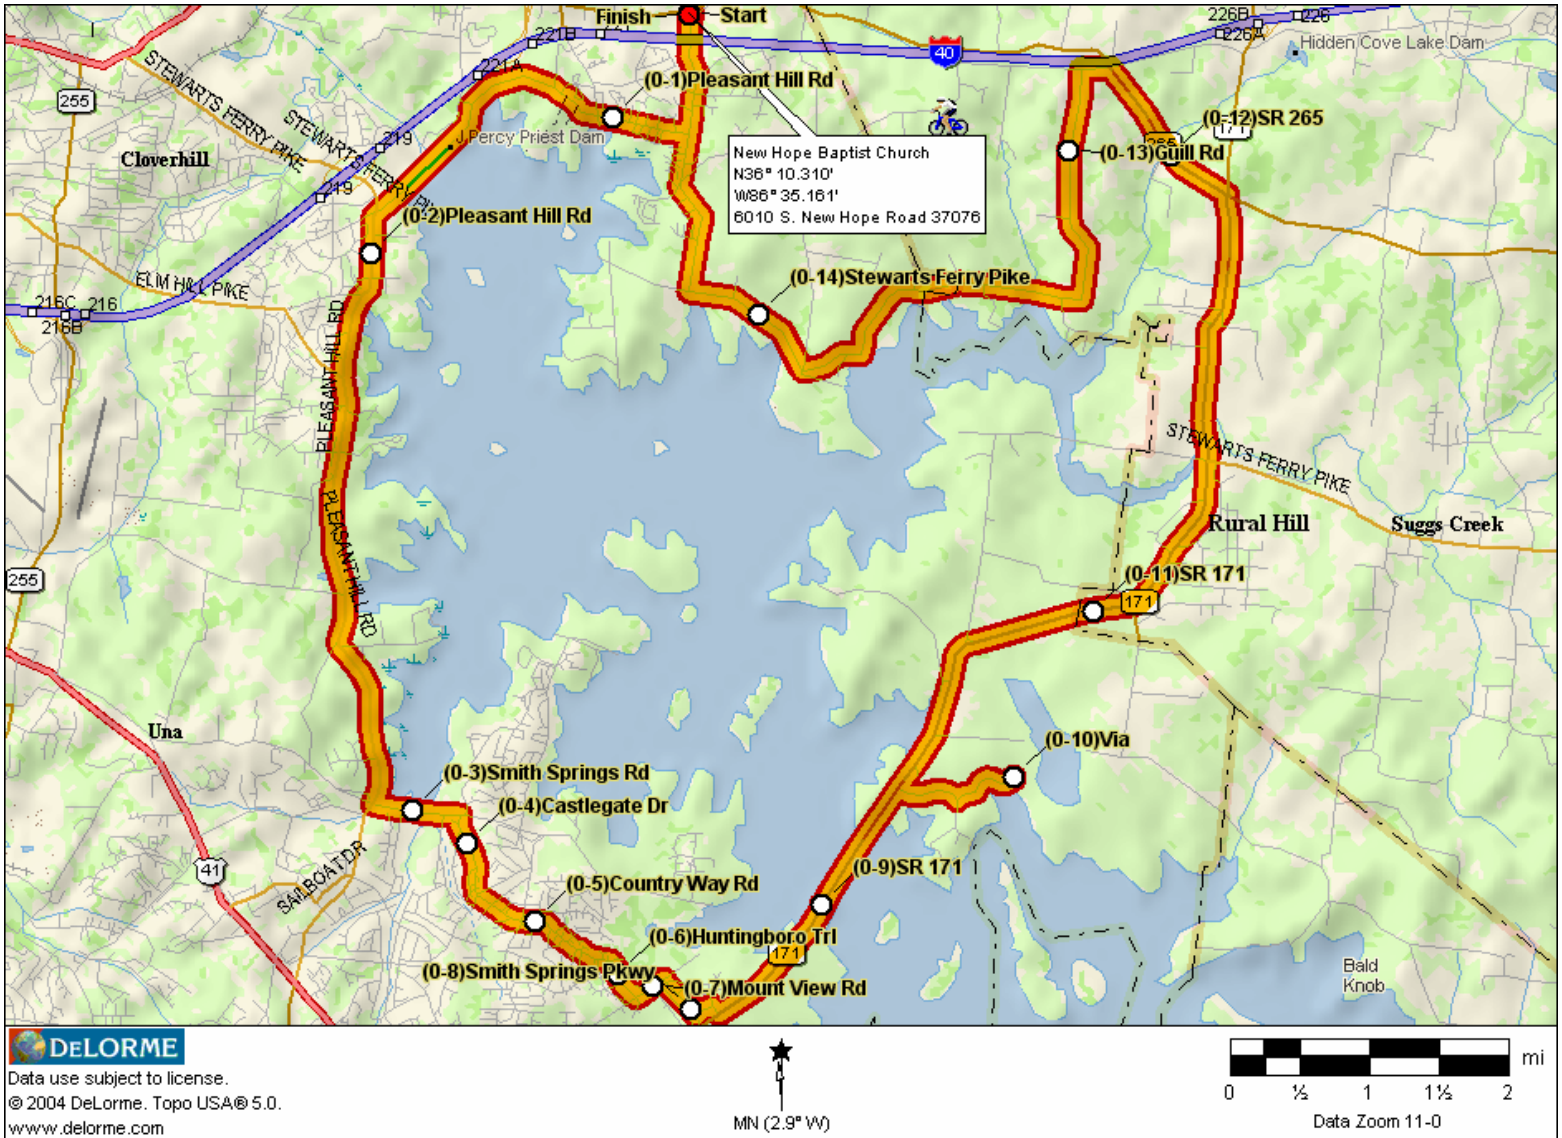 Finish
Start
226B
226
226A
221B
40
Hidden Cove Lake Dam
STEWARTS FERRY PIKE
221A
(0-1)Pleasant Hill Rd
255
STEWARTS FERRY PIKE
219
J Percy Priest Dam
(0-12)SR 265
171
265
(0-13)Guill Rd
Cloverhill
New Hope Baptist Church
N36° 10.310'
W86° 35.161'
6010 S. New Hope Road 37076
219
(0-2)Pleasant Hill Rd
ELM HILL PIKE
(0-14)Stewarts Ferry Pike
216C
216
216B
PLEASANT HILL RD
STEWARTS FERRY PIKE
PLEASANT HILL RD
Rural Hill
Suggs Creek
255
(0-11)SR 171
171
Una
(0-10)Via
(0-3)Smith Springs Rd
(0-4)Castlegate Dr
SAILBOAT DR
41
(0-9)SR 171
(0-5)Country Way Rd
(0-6)Huntingboro Trl
171
(0-8)Smith Springs Pkwy
(0-7)Mount View Rd
Bald
Knob
DELORME
Data use subject to license.
© 2004 DeLorme. Topo USA® 5.0.
www.delorme.com
MN (2.9° W)
mi
0 ½ 1 1½ 2
Data Zoom 11-0